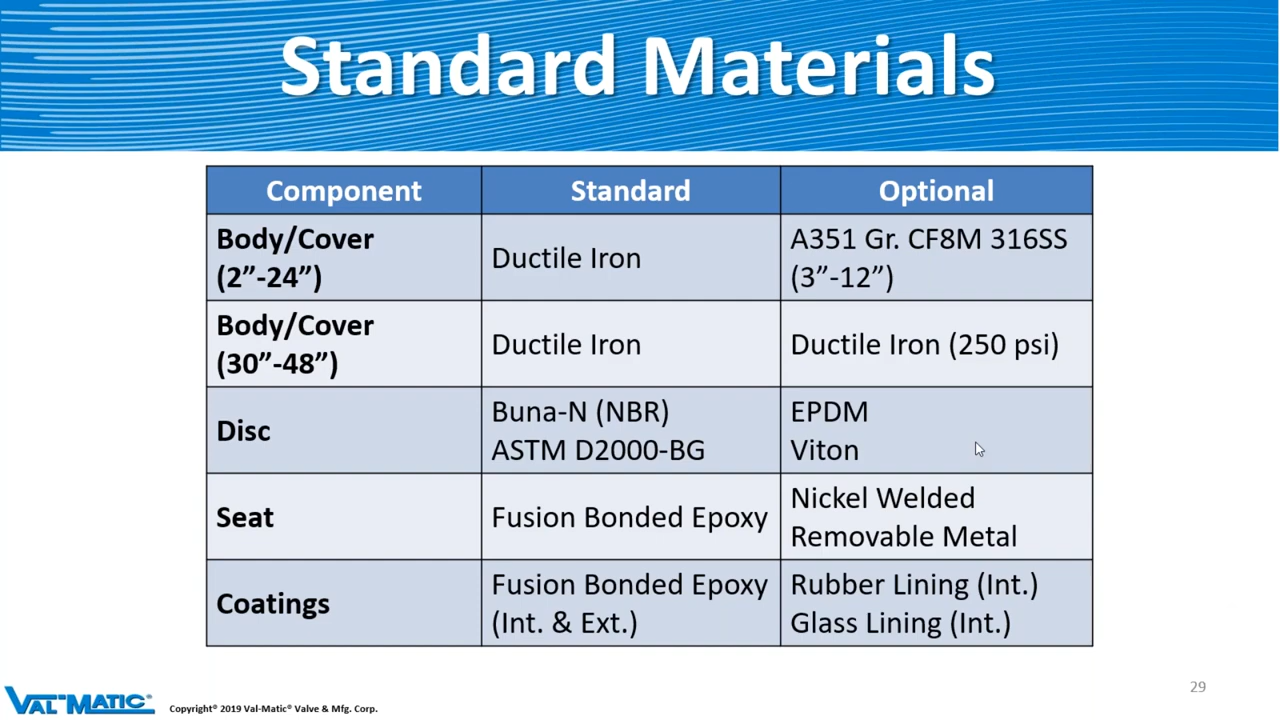 Standard Materials
Component Standard Optional
Body/Cover
(2”-24”)
Ductile Iron
A351 Gr. CF8M 316SS
(3”-12”)
Body/Cover
(30”-48”)
Ductile Iron
Ductile Iron (250 psi)
Disc
Buna-N (NBR)
ASTM D2000-BG
EPDM
Viton
Seat
Fusion Bonded Epoxy
Nickel Welded
Removable Metal
Coatings
Fusion Bonded Epoxy
(Int. & Ext.)
Rubber Lining (Int.)
Glass Lining (Int.)
29
VAL-MATIC®
Copyright® 2019 Val-Matic® Valve & Mfg. Corp.